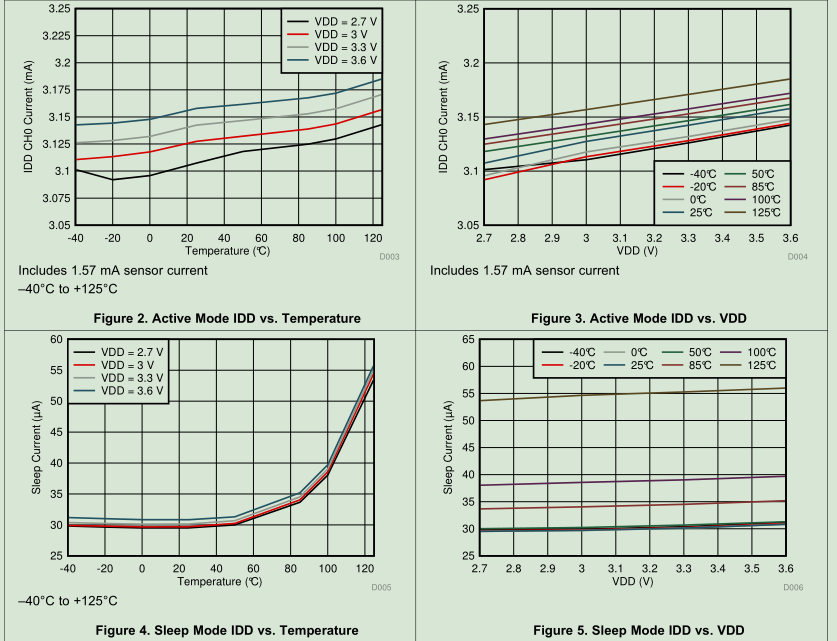 3.25
3.225
3.2
3.175
3.15
3.125
3.1
3.075
3.05
IDD CH0 Current (mA)
VDD = 2.7 V
VDD = 3 V
VDD = 3.3 V
VDD = 3.6 V
-40 -20 0 20 40 60 80 100 120
Temperature (°C)
D003
Includes 1.57 mA sensor current
–40°C to +125°C
Figure 2. Active Mode IDD vs. Temperature
3.25
3.2
3.15
3.1
3.05
IDD CH0 Current (mA)
-40°C 50°C
-20°C 85°C
0°C 100°C
25°C 125°C
2.7 2.8 2.9 3 3.1 3.2 3.3 3.4 3.5 3.6
VDD (V)
D004
Includes 1.57 mA sensor current
Figure 3. Active Mode IDD vs. VDD
60
55
50
45
40
35
30
25
Sleep Current (µA)
VDD = 2.7 V
VDD = 3 V
VDD = 3.3 V
VDD = 3.6 V
-40 -20 0 20 40 60 80 100 120
Temperature (°C)
D005
–40°C to +125°C
Figure 4. Sleep Mode IDD vs. Temperature
65
60
55
50
45
40
35
30
25
Sleep Current (µA)
-40°C 0°C 50°C 100°C
-20°C 25°C 85°C 125°C
2.7 2.8 2.9 3 3.1 3.2 3.3 3.4 3.5 3.6
VDD (V)
D006
Figure 5. Sleep Mode IDD vs. VDD